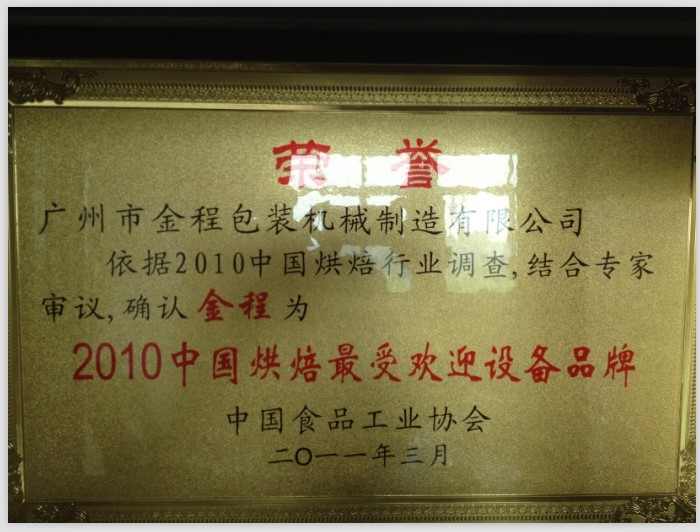 荣誉
广州市金程包装机械制造有限公司
依据2010中国烘焙行业调查,结合专家
审议,确认金程为
2010中国烘焙最受欢迎设备品牌
中国食品工业协会
二〇一一年三月